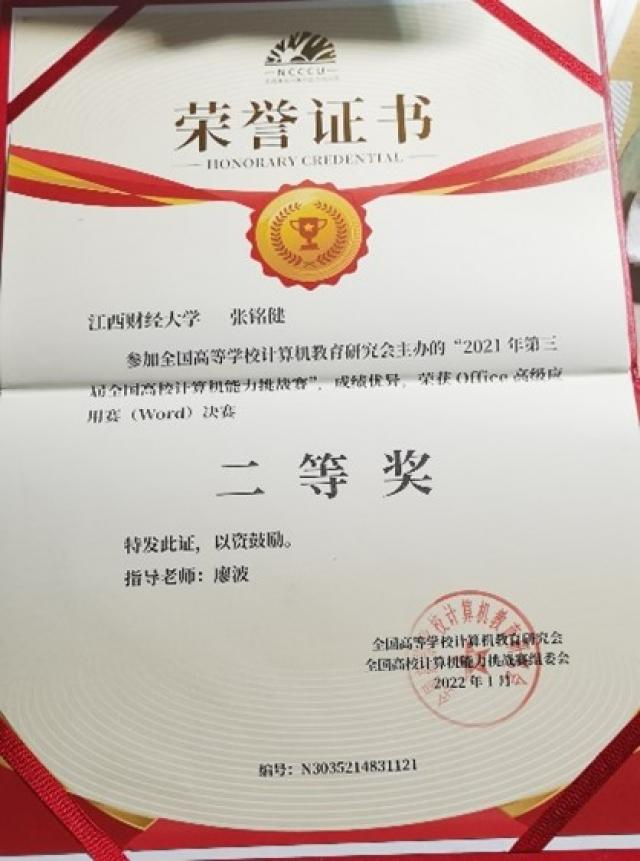 NCCCU
荣誉证书
HONORARY CREDENTIAL
江西财经大学 张铭健
参加全国高等学校计算机教育研究会主办的“2021年第三
届全国高校计算机能力挑战赛”，成绩优异，荣获Office高级应
用赛（Word）决赛
二等奖
特发此证，以资鼓励。
指导老师：廖波
全国高等学校计算机教育研究会
全国高校计算机能力挑战赛组委会
2022年1月
编号：N3035214831121